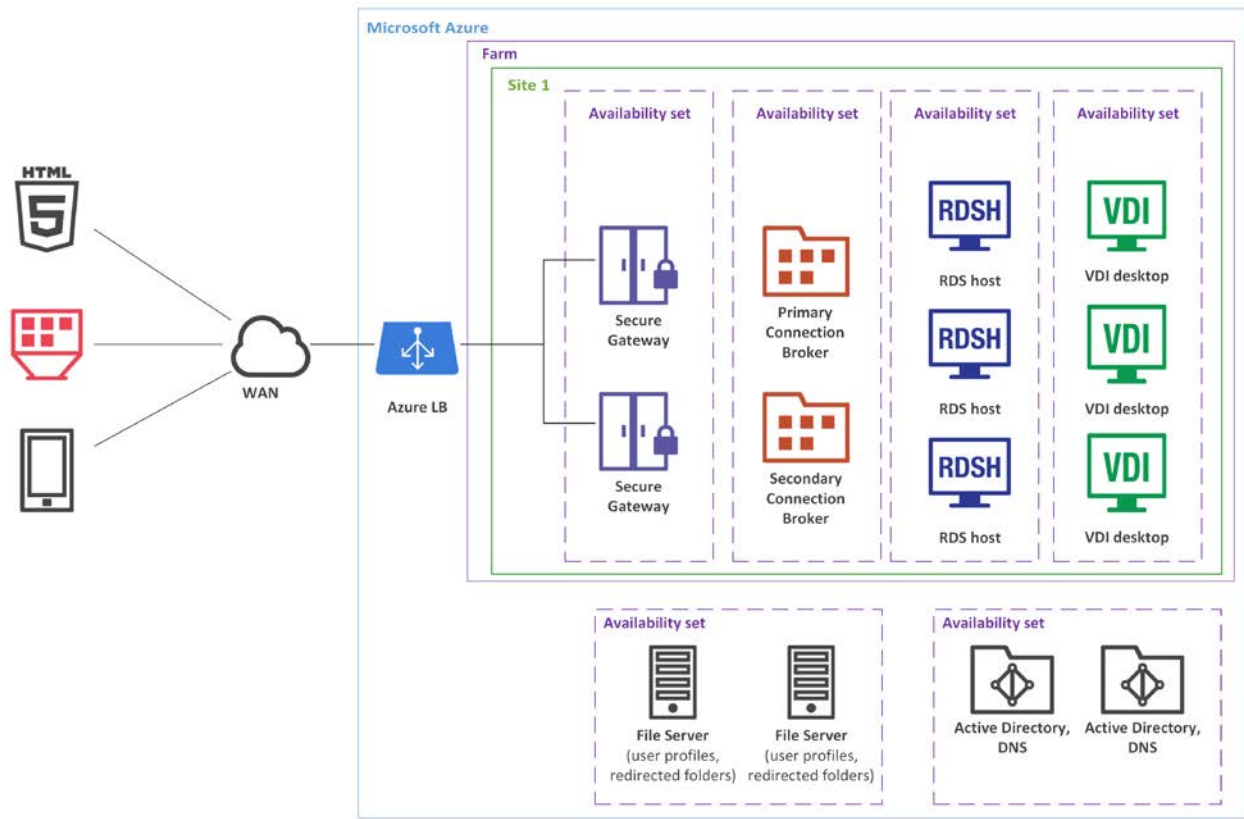 Microsoft Azure
Farm
Site 1
Availability set
Availability set
Availability set
Availability set
HTML
5
WAN
Azure LB
Secure
Gateway
Secure
Gateway
Primary
Connection
Broker
Secondary
Connection
Broker
RDSH
RDS host
RDSH
RDS host
RDSH
RDS host
VDI
VDI desktop
VDI
VDI desktop
VDI
VDI desktop
Availability set
File Server
(user profiles,
redirected folders)
File Server
(user profiles,
redirected folders)
Availability set
Active Directory,
DNS
Active Directory,
DNS